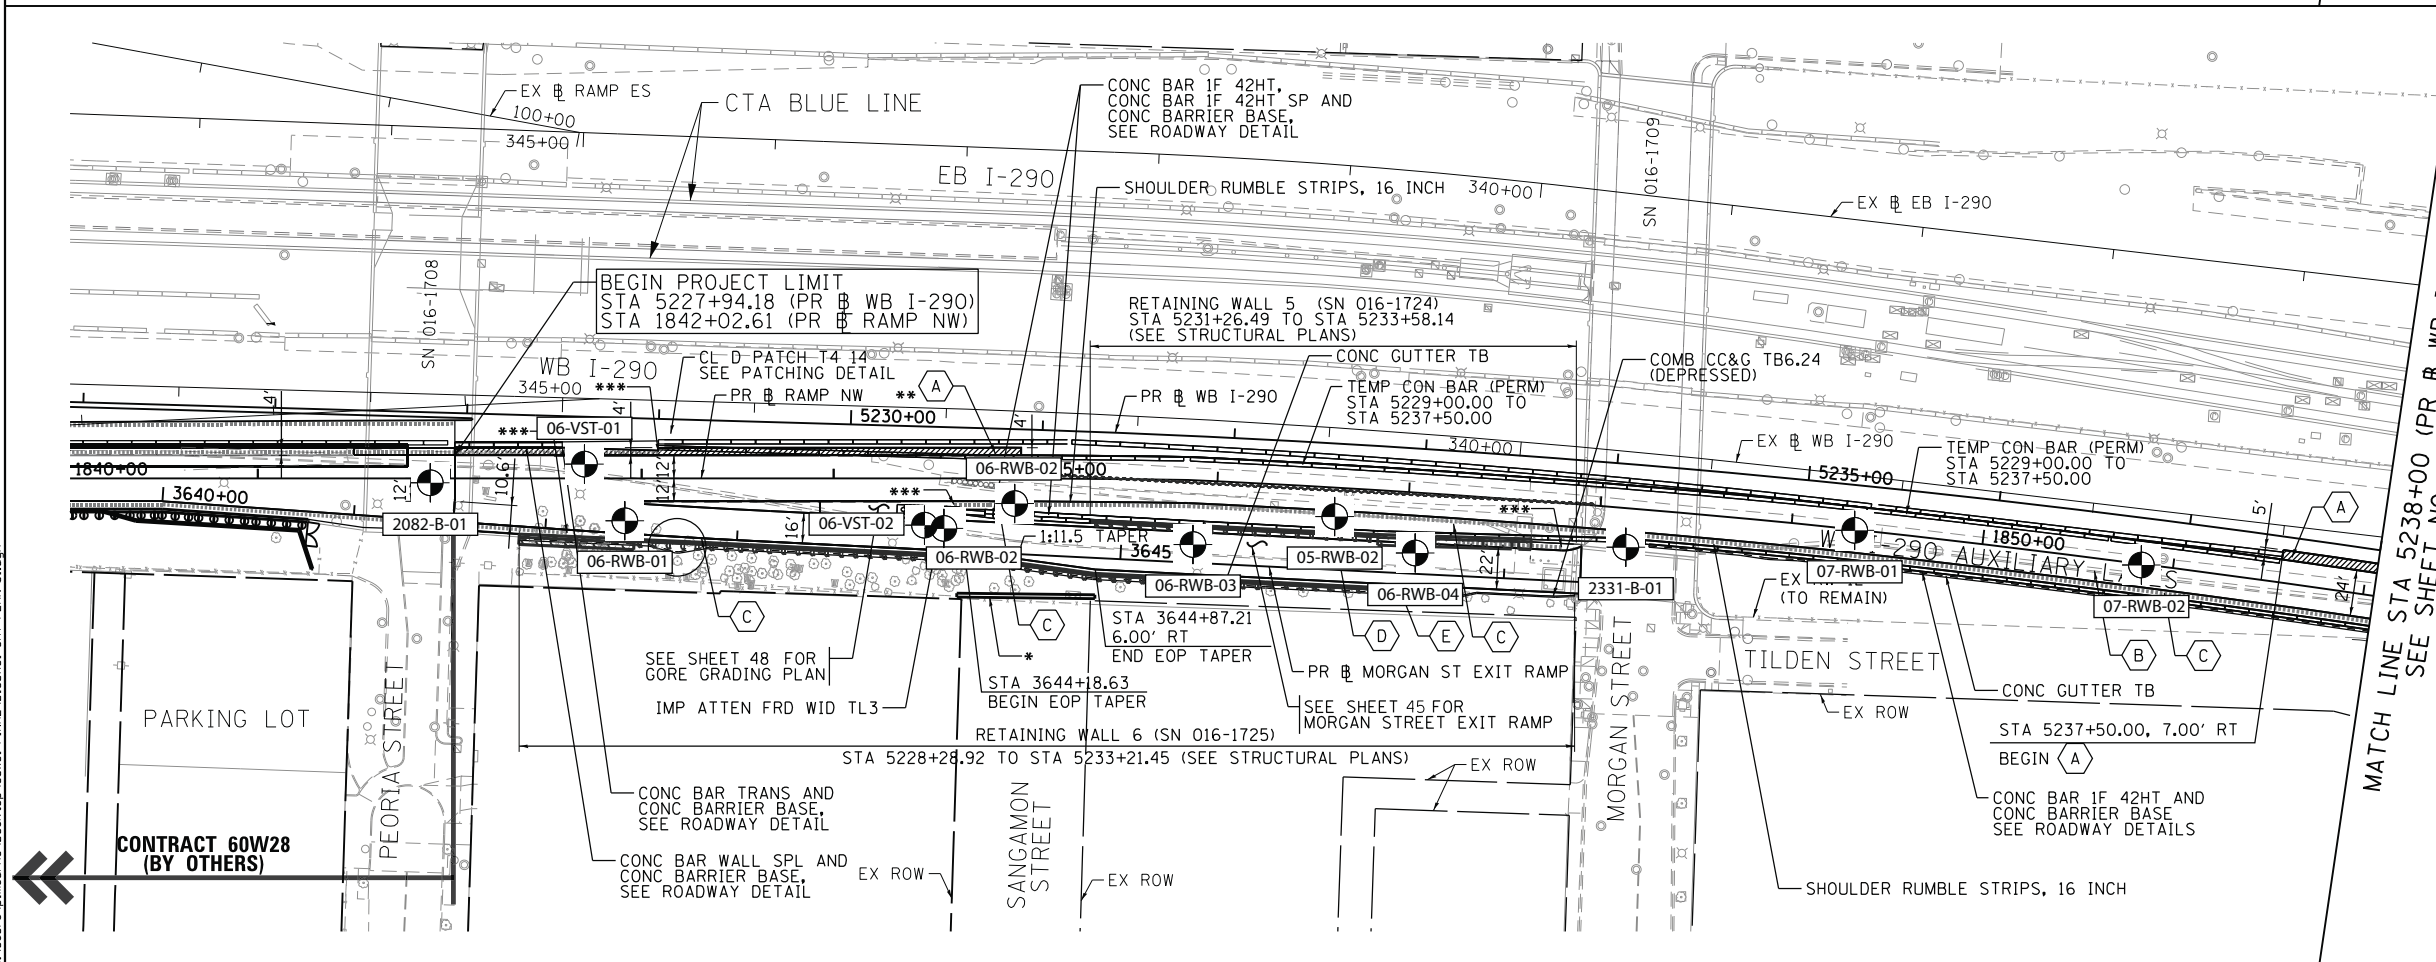 EX ℄ RAMP ES
100+00
345+00
CTA BLUE LINE
CONC BAR 1F 42HT,
CONC BAR 1F 42HT SP AND
CONC BARRIER BASE,
SEE ROADWAY DETAIL
EB I-290
SHOULDER RUMBLE STRIPS, 16 INCH
340+00
SN 016-1709
EX ℄ EB I-290
SN 016-1708
BEGIN PROJECT LIMIT
STA 5227+94.18 (PR ℄ WB I-290)
STA 1842+02.61 (PR ℄ RAMP NW)
RETAINING WALL 5 (SN 016-1724)
STA 5231+26.49 TO STA 5233+58.14
(SEE STRUCTURAL PLANS)
WB I-290
345+00
***
CL D PATCH T4 14
SEE PATCHING DETAIL
PR ℄ RAMP NW
**
A
CONC GUTTER TB
COMB CC&G TB6.24
(DEPRESSED)
PR ℄ WB I-290
TEMP CON BAR (PERM)
STA 5229+00.00 TO
STA 5237+50.00
4'
4'
4'
5230+00
340+00
EX ℄ WB I-290
TEMP CON BAR (PERM)
STA 5229+00.00 TO
STA 5237+50.00
***
06-VST-01
1840+00
3640+00
12'
10.6'
12'
12'
06-RWB-02
5+00
5235+00
A
5'
2082-B-01
06-RWB-01
16'
06-VST-02
***
06-RWB-02
1:11.5 TAPER
3645
06-RWB-03
05-RWB-02
06-RWB-04
22'
***
2331-B-01
07-RWB-01
1850+00
W
-290 AUXILIARY
S
07-RWB-02
24'
EX
(TO REMAIN)
C
C
D
E
C
B
C
SEE SHEET 48 FOR
GORE GRADING PLAN
IMP ATTEN FRD WID TL3
*
STA 3644+18.63
BEGIN EOP TAPER
STA 3644+87.21
6.00' RT
END EOP TAPER
PR ℄ MORGAN ST EXIT RAMP
SEE SHEET 45 FOR
MORGAN STREET EXIT RAMP
RETAINING WALL 6 (SN 016-1725)
STA 5228+28.92 TO STA 5233+21.45 (SEE STRUCTURAL PLANS)
TILDEN STREET
CONC GUTTER TB
EX ROW
STA 5237+50.00, 7.00' RT
BEGIN A
PARKING LOT
PEORIA STREET
SANGAMON
STREET
MORGAN STREET
EX ROW
CONC BAR TRANS AND
CONC BARRIER BASE,
SEE ROADWAY DETAIL
CONC BAR WALL SPL AND
CONC BARRIER BASE,
SEE ROADWAY DETAIL
EX ROW
EX ROW
CONC BAR 1F 42HT AND
CONC BARRIER BASE
SEE ROADWAY DETAILS
SHOULDER RUMBLE STRIPS, 16 INCH
CONTRACT 60W28
(BY OTHERS)
MATCH LINE STA 5238+00 (PR ℄ WB
SEE SHEET NO